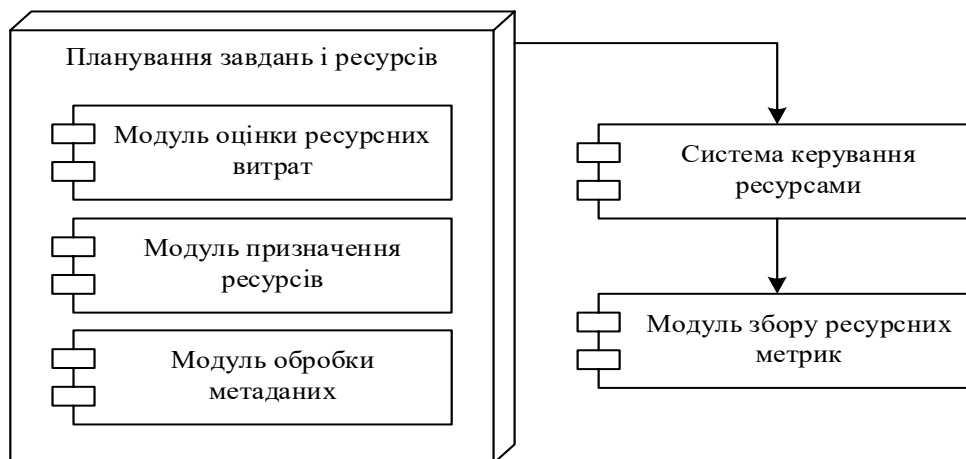 Планування завдань і ресурсів
Модуль оцінки ресурсних
витрат
Модуль призначення
ресурсів
Модуль обробки
метаданих
Система керування
ресурсами
Модуль збору ресурсних
метрик